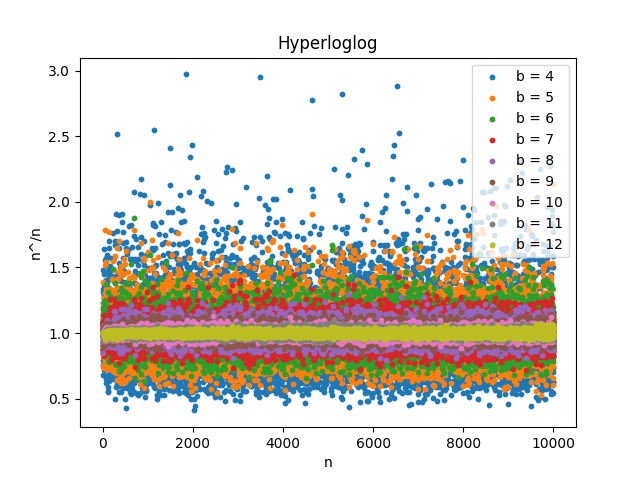 Hyperloglog
3.0
2.5
2.0
1.5
1.0
0.5
n^/n
0
2000
4000
6000
8000
10000
n
b = 4
b = 5
b = 6
b = 7
b = 8
b = 9
b = 10
b = 11
b = 12